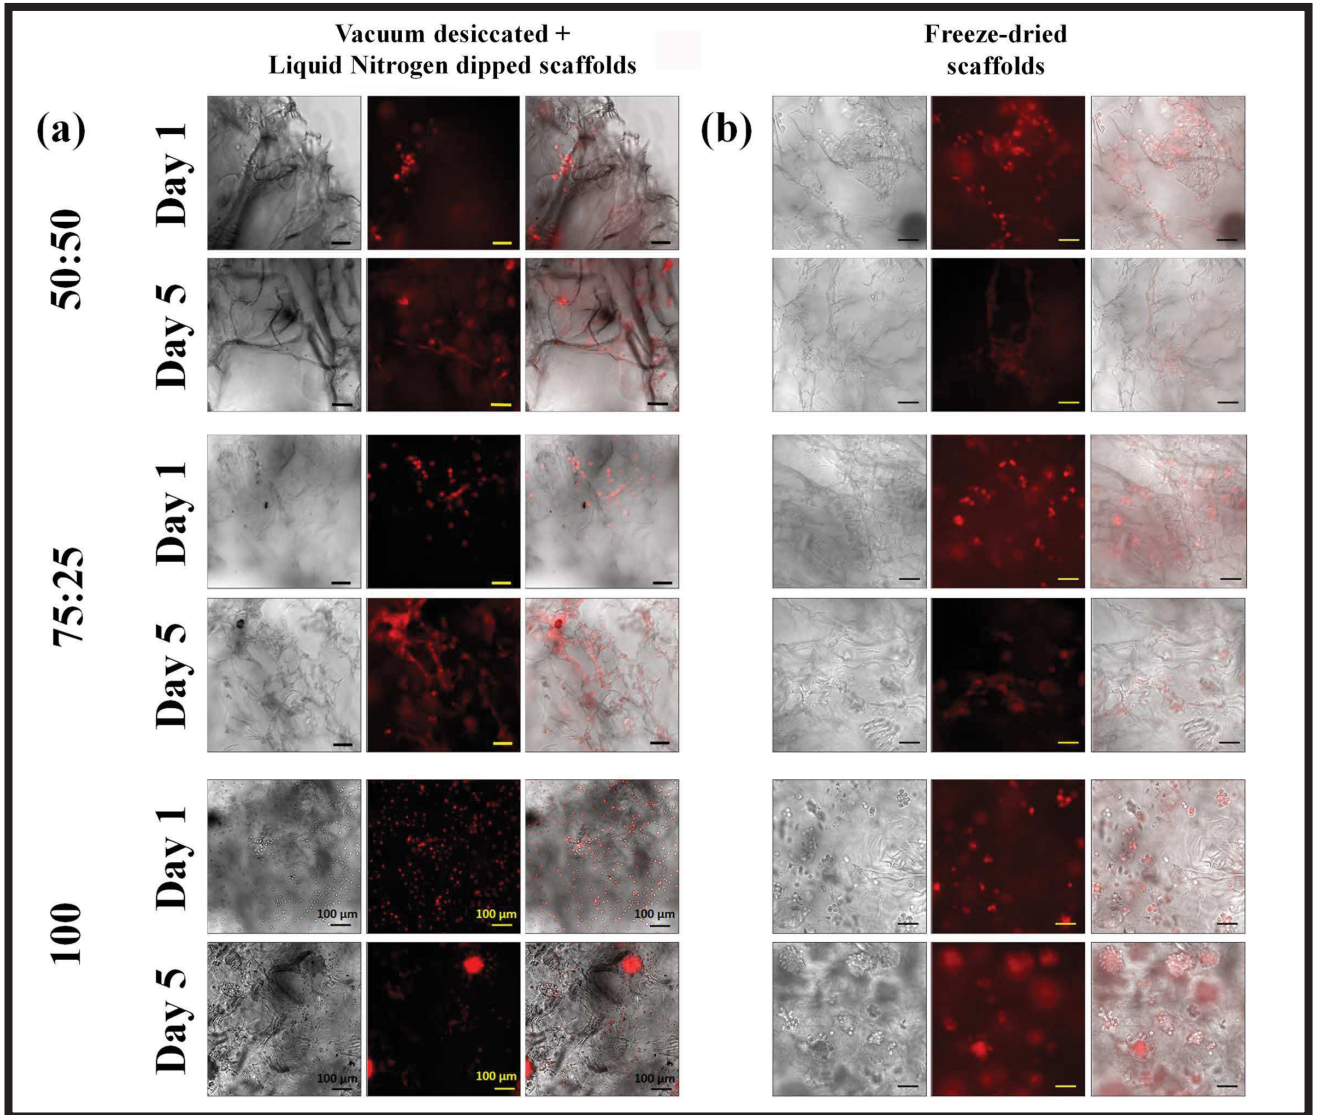 Vacuum desiccated +
Liquid Nitrogen dipped scaffolds
Freeze-dried
scaffolds
(a)
(b)
50:50
Day 1
Day 5
75:25
Day 1
Day 5
100
Day 1
100 µm
100 µm
100 µm
Day 5
100 µm
100 µm
100 µm